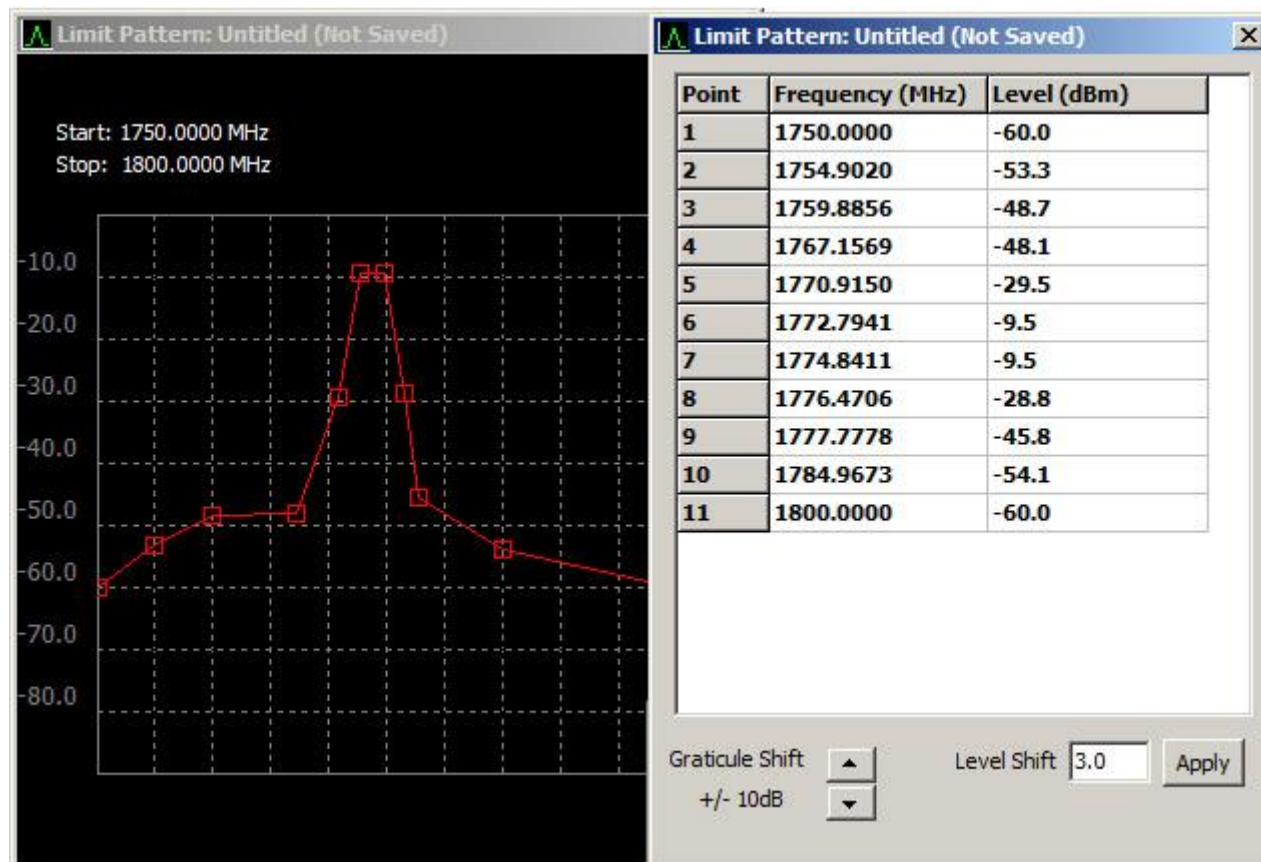 Limit Pattern: Untitled (Not Saved)
Start: 1750.0000 MHz
Stop: 1800.0000 MHz
-10.0
-20.0
-30.0
-40.0
-50.0
-60.0
-70.0
-80.0
Limit Pattern: Untitled (Not Saved)
Point Frequency (MHz) Level (dBm)
1 1750.0000 -60.0
2 1754.9020 -53.3
3 1759.8856 -48.7
4 1767.1569 -48.1
5 1770.9150 -29.5
6 1772.7941 -9.5
7 1774.8411 -9.5
8 1776.4706 -28.8
9 1777.7778 -45.8
10 1784.9673 -54.1
11 1800.0000 -60.0
Graticule Shift
+/- 10dB
Level Shift 3.0 Apply